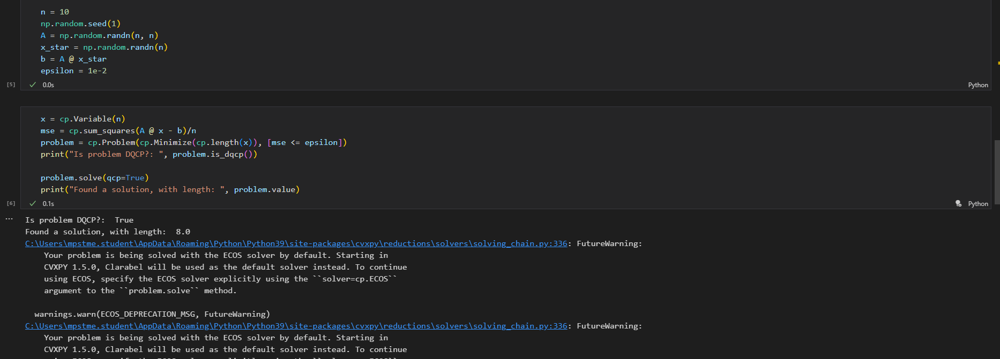 n = 10
np.random.seed(1)
A = np.random.randn(n, n)
x_star = np.random.randn(n)
b = A @ x_star
epsilon = 1e-2
[5] ✓ 0.0s Python
x = cp.Variable(n)
mse = cp.sum_squares(A @ x - b)/n
problem = cp.Problem(cp.Minimize(cp.length(x)), [mse <= epsilon])
print("Is problem DQCP?: ", problem.is_dqcp())
problem.solve(qcp=True)
print("Found a solution, with length: ", problem.value)
[6] ✓ 0.1s Python
... Is problem DQCP?:  True
Found a solution, with length:  8.0
C:\Users\mpstme.student\AppData\Roaming\Python\Python39\site-packages\cvxpy\reductions\solvers\solving_chain.py:336: FutureWarning:
Your problem is being solved with the ECOS solver by default. Starting in
CVXPY 1.5.0, Clarabel will be used as the default solver instead. To continue
using ECOS, specify the ECOS solver explicitly using the ``solver=cp.ECOS``
argument to the ``problem.solve`` method.
warnings.warn(ECOS_DEPRECATION_MSG, FutureWarning)
C:\Users\mpstme.student\AppData\Roaming\Python\Python39\site-packages\cvxpy\reductions\solvers\solving_chain.py:336: FutureWarning:
Your problem is being solved with the ECOS solver by default. Starting in
CVXPY 1.5.0, Clarabel will be used as the default solver instead. To continue